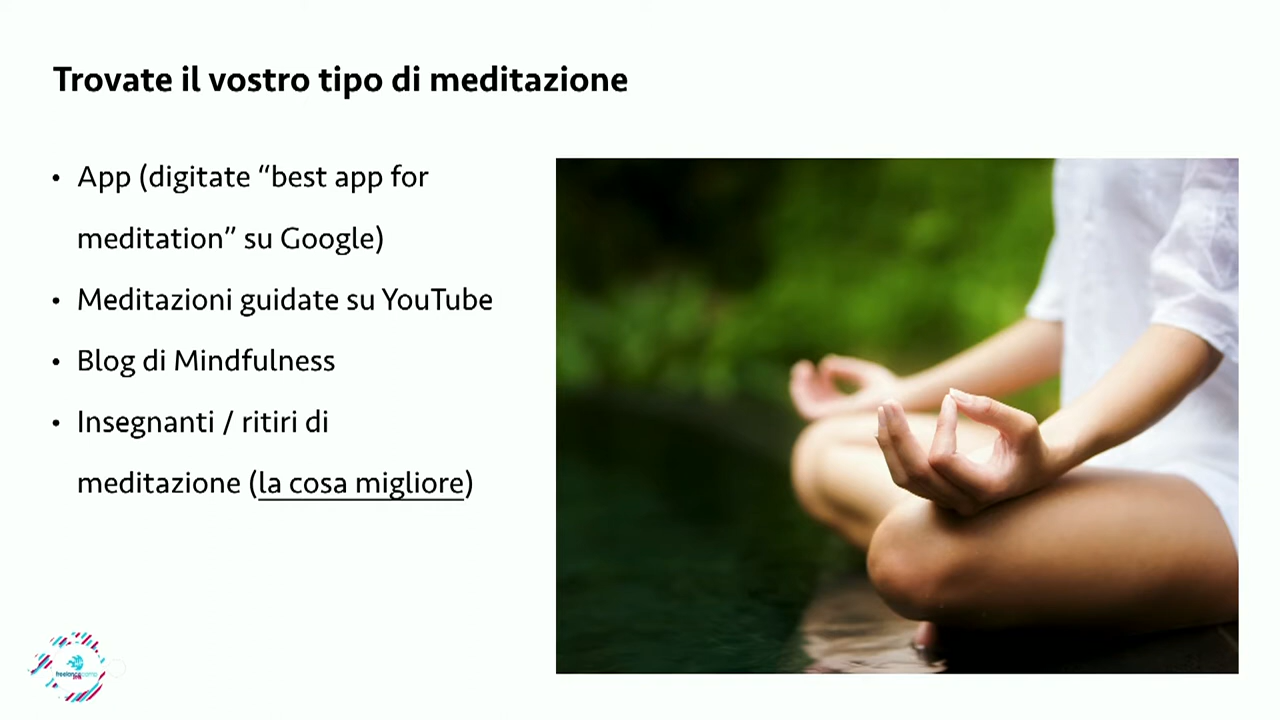 Trovate il vostro tipo di meditazione
• App (digitate “best app for
meditation” su Google)
• Meditazioni guidate su YouTube
• Blog di Mindfulness
• Insegnanti / ritiri di
meditazione (la cosa migliore)
freelancecamp